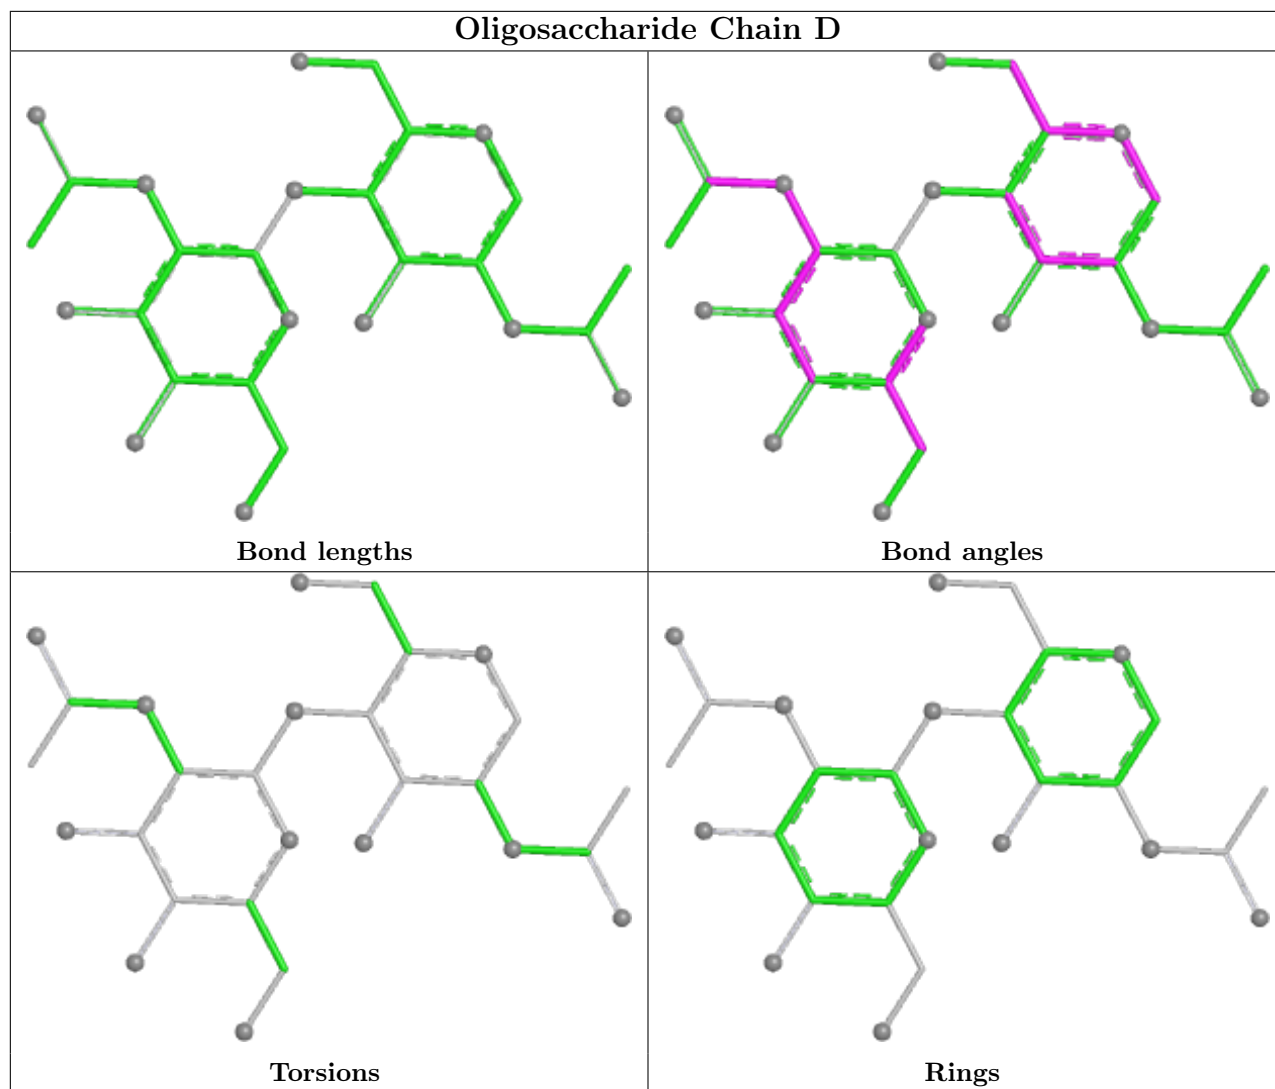 Oligosaccharide Chain D
Bond lengths
Bond angles
Torsions
Rings